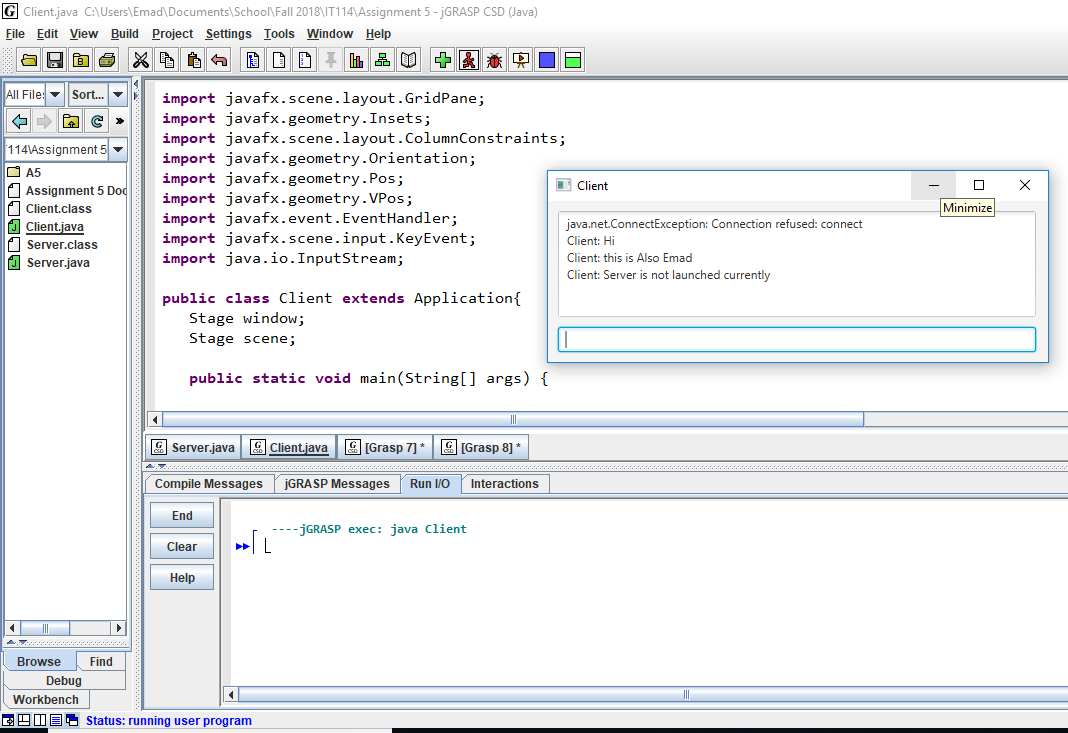 Client.java  C:\Users\Emad\Documents\School\Fall 2018\IT114\Assignment 5 - jGRASP CSD (Java)
File Edit View Build Project Settings Tools Window Help
All File: Sort...
'114\Assignment 5
A5
Assignment 5 Doc
Client.class
Client.java
Server.class
Server.java
import javafx.scene.layout.GridPane;
import javafx.geometry.Insets;
import javafx.scene.layout.ColumnConstraints;
import javafx.geometry.Orientation;
import javafx.geometry.Pos;
import javafx.geometry.VPos;
import javafx.event.EventHandler;
import javafx.scene.input.KeyEvent;
import java.io.InputStream;
public class Client extends Application{
Stage window;
Stage scene;
public static void main(String[] args) {
Client
Minimize
java.net.ConnectException: Connection refused: connect
Client: Hi
Client: this is Also Emad
Client: Server is not launched currently
Server.java Client.java [Grasp 7] * [Grasp 8] *
Compile Messages jGRASP Messages Run I/O Interactions
End
Clear
Help
----jGRASP exec: java Client
Browse Find
Debug
Workbench
Status: running user program